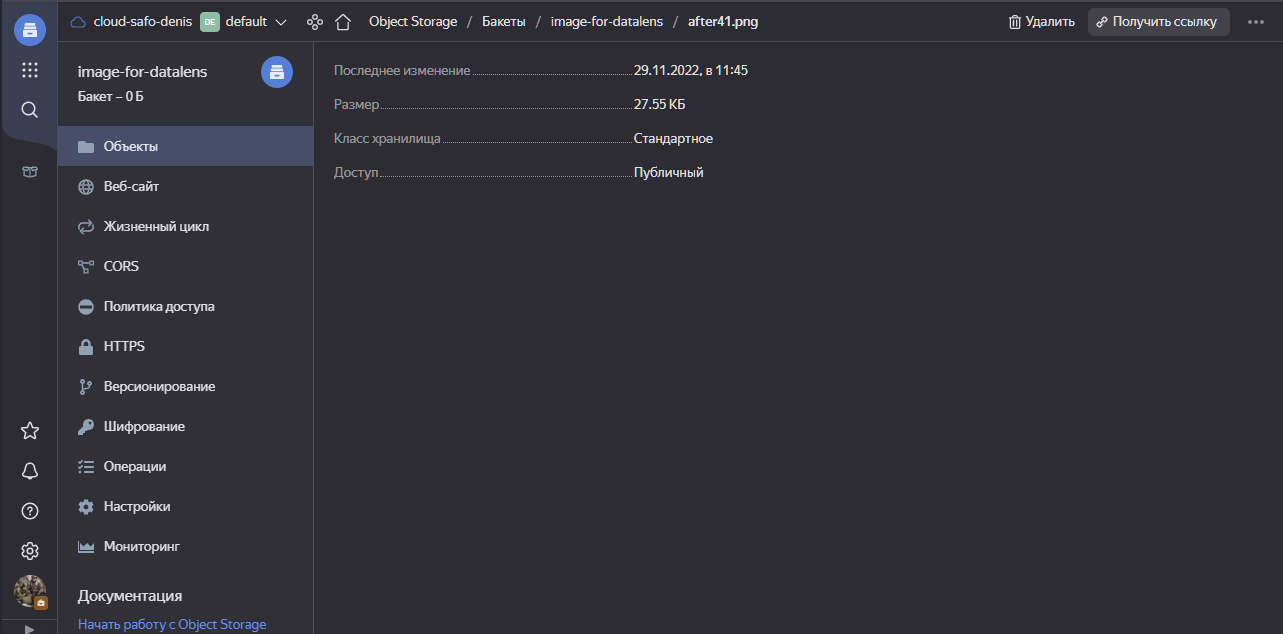 cloud-safo-denis DE default Object Storage / Бакеты / image-for-datalens / after41.png Удалить Получить ссылку
image-for-datalens
Бакет – 0 Б
Объекты
Веб-сайт
Жизненный цикл
CORS
Политика доступа
HTTPS
Версионирование
Шифрование
Операции
Настройки
Мониторинг
Документация
Начать работу с Object Storage
Последнее изменение 29.11.2022, в 11:45
Размер 27.55 КБ
Класс хранилища Стандартное
Доступ Публичный